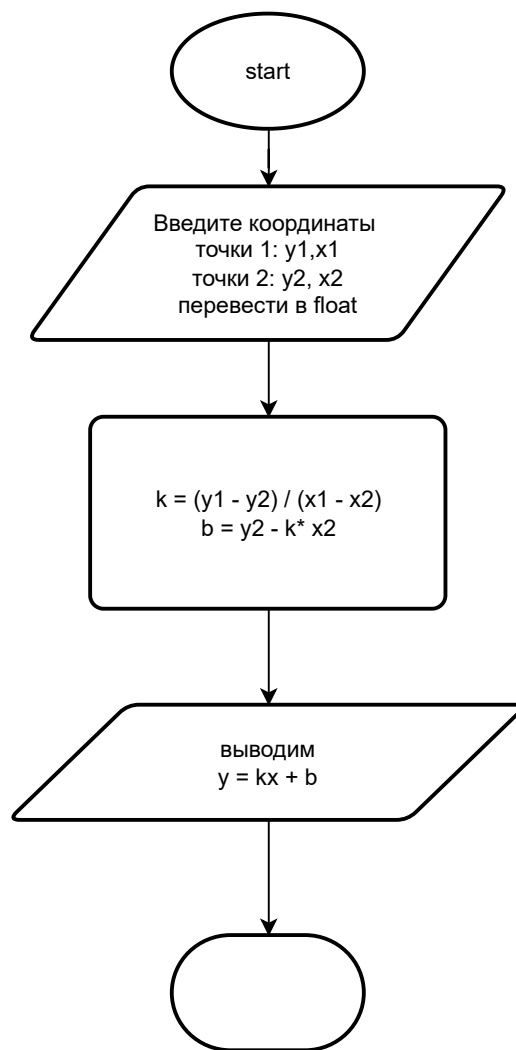 start
Введите координаты
точки 1: y1,x1
точки 2: y2, x2
перевести в float
k = (y1 - y2) / (x1 - x2)
b = y2 - k* x2
выводим
y = kx + b